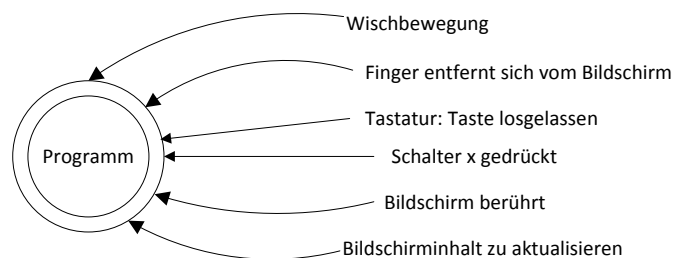 Wischbewegung
Finger entfernt sich vom Bildschirm
Tastatur: Taste losgelassen
Programm
Schalter x gedrückt
Bildschirm berührt
Bildschirminhalt zu aktualisieren